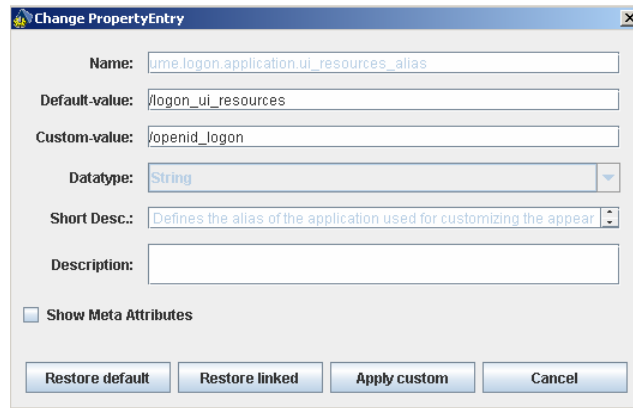 Change PropertyEntry
Name: ume.logon.application.ui_resources_alias
Default-value: /logon_ui_resources
Custom-value: /openid_logon
Datatype: String
Short Desc.: Defines the alias of the application used for customizing the appear
Description:
Show Meta Attributes
Restore default Restore linked Apply custom Cancel